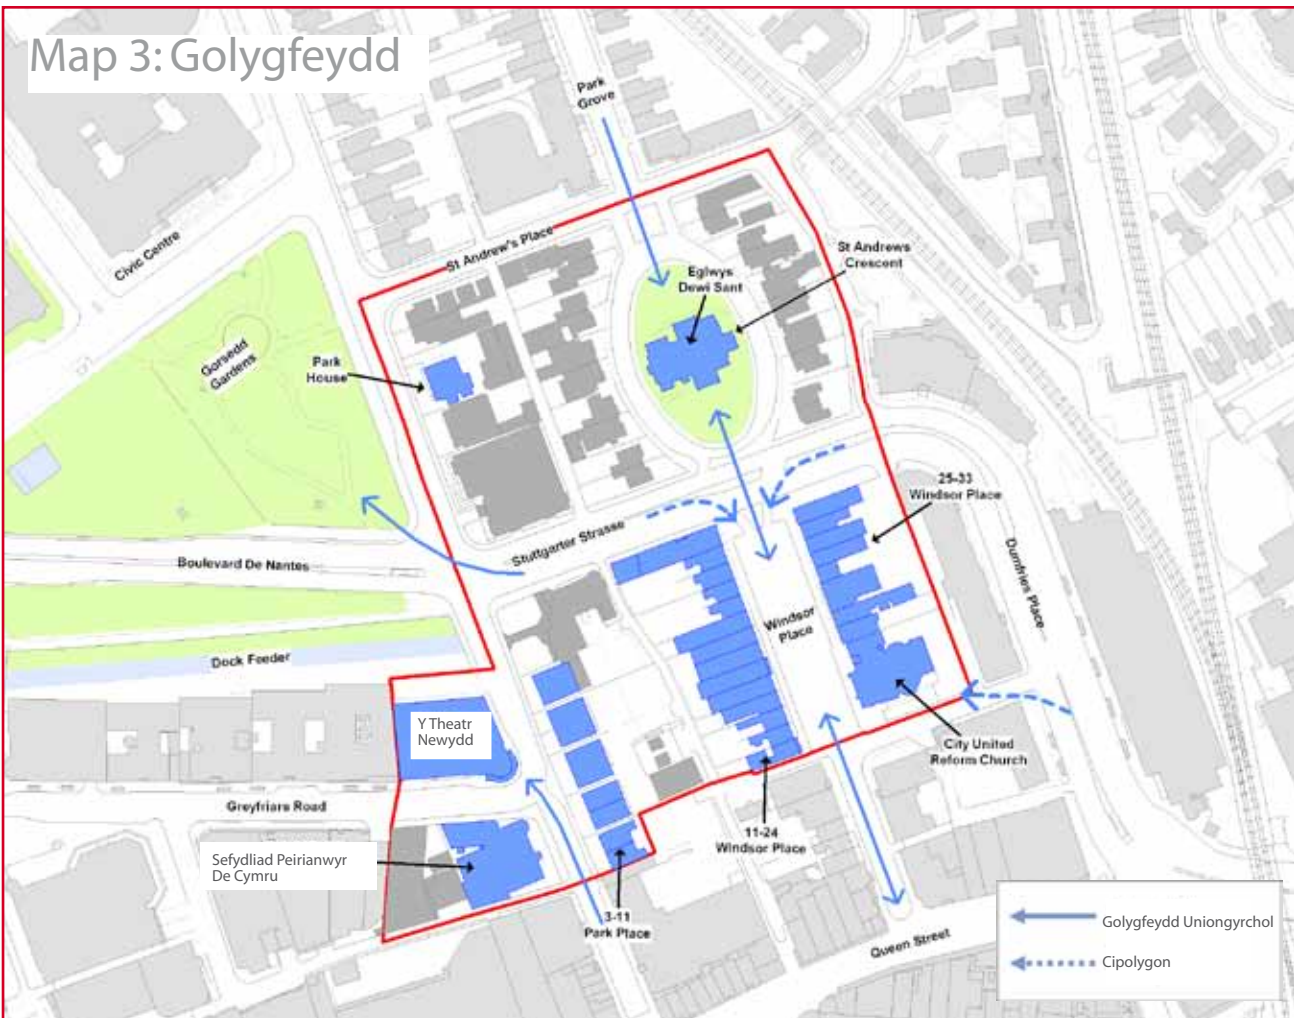 Map 3: Golygfeydd
Park
Grove
Civic Centre
St Andrew's Place
St Andrews
Crescent
Eglwys
Dewi Sant
Gorsedd
Gardens
Park
House
25-33
Windsor Place
Stuttgarter Strasse
Boulevard De Nantes
Dumfries Place
Windsor
Place
Dock Feeder
Y Theatr
Newydd
City United
Reform Church
Greyfriars Road
11-24
Windsor Place
Sefydliad Peirianwyr
De Cymru
3-11
Park Place
Queen Street
Golygfeydd Uniongyrchol
Cipolygon